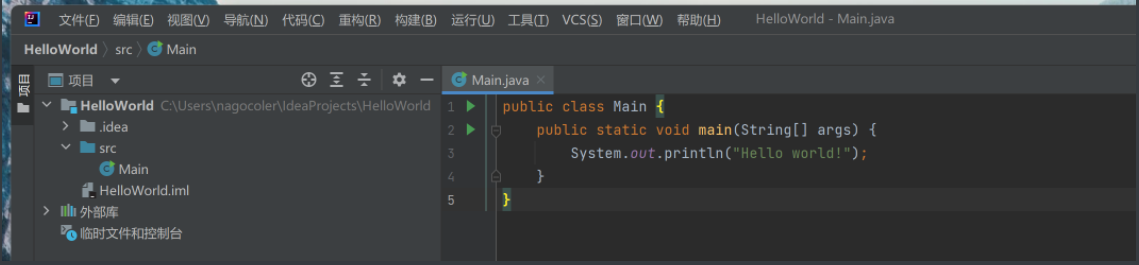 文件(F) 编辑(E) 视图(V) 导航(N) 代码(C) 重构(R) 构建(B) 运行(U) 工具(T) VCS(S) 窗口(W) 帮助(H) HelloWorld - Main.java
HelloWorld 〉 src 〉 Main
项目
项目
HelloWorld C:\Users\nagocoler\IdeaProjects\HelloWorld
.idea
src
Main
HelloWorld.iml
外部库
临时文件和控制台
Main.java ×
1 public class Main {
2 public static void main(String[] args) {
3 System.out.println("Hello world!");
4 }
5 }